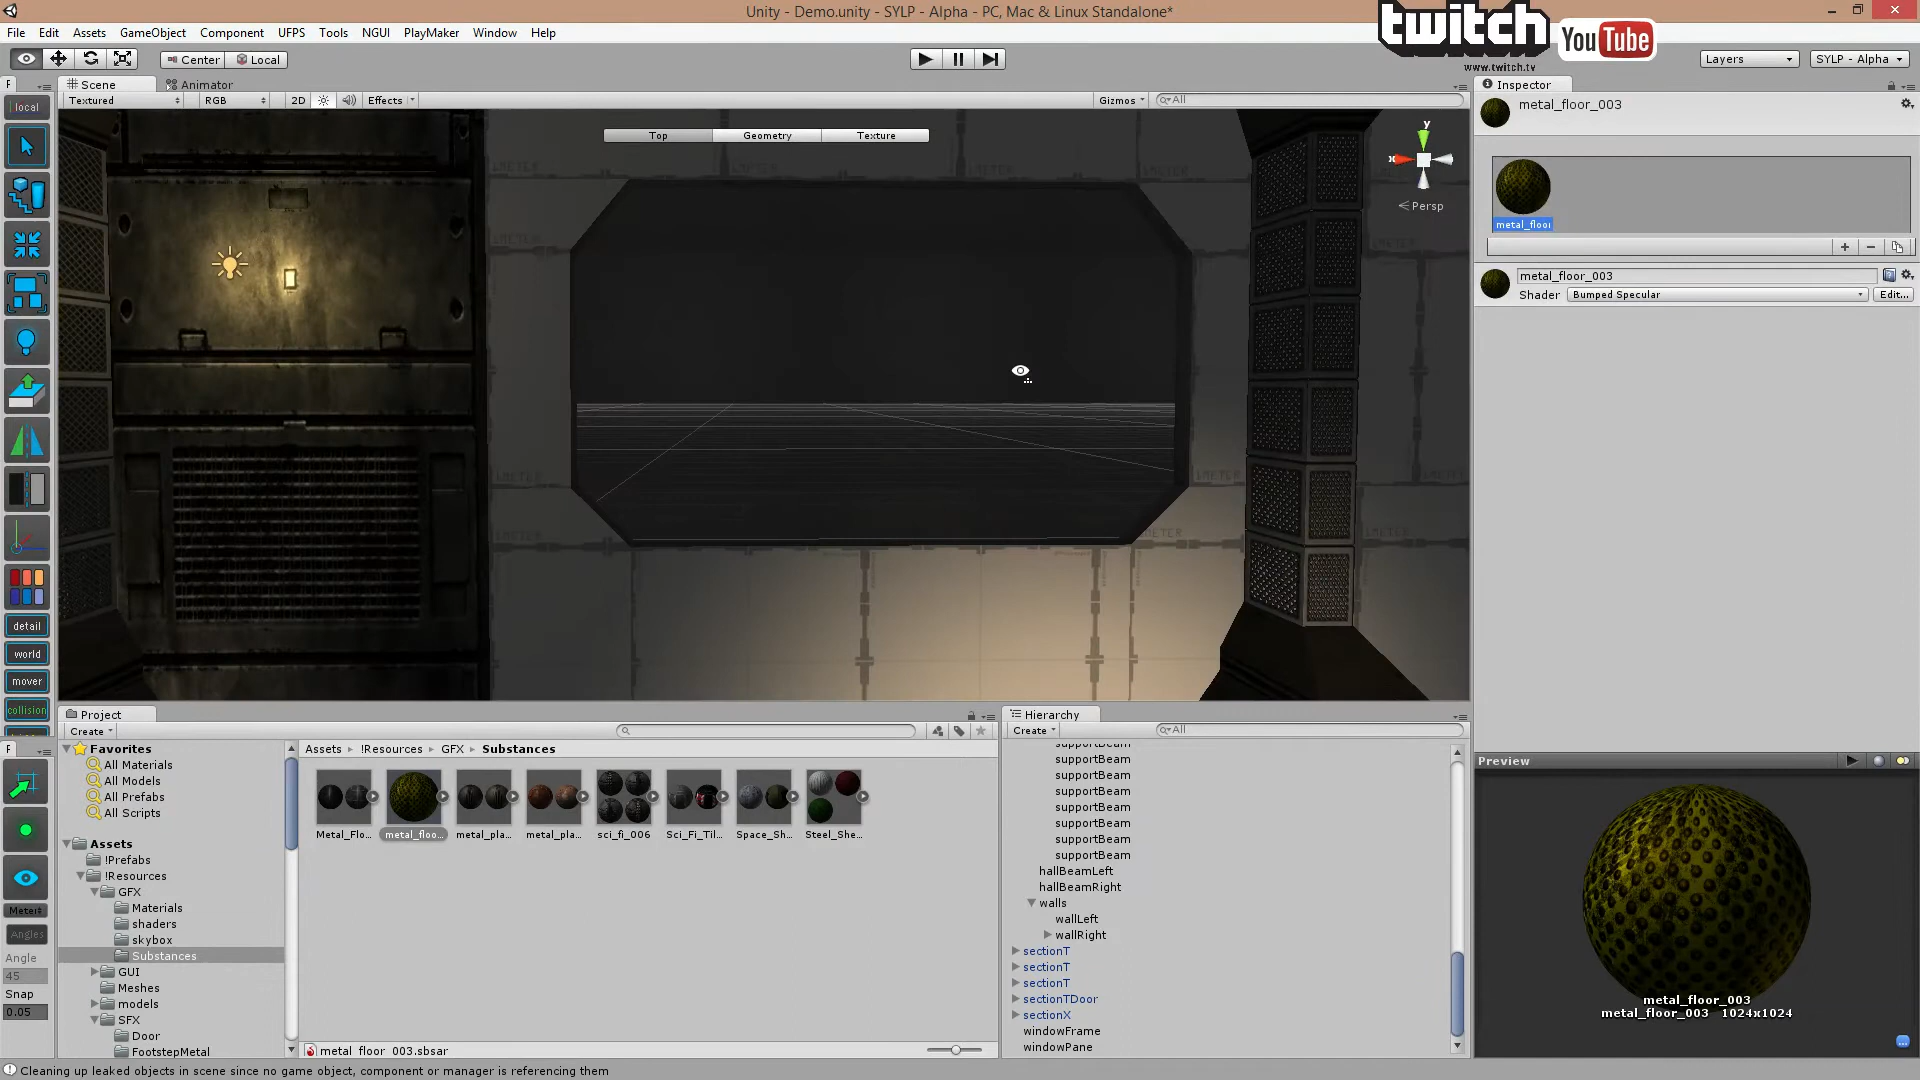 Unity - Demo.unity - SYLP - Alpha - PC, Mac & Linux Standalone*
twitch
www.twitch.tv
YouTube
File Edit Assets GameObject Component UFPS Tools NGUI PlayMaker Window Help
Center Local
Layers
SYLP - Alpha
Scene Animator
Textured RGB 2D Effects Gizmos All
Top Geometry Texture
y
x
Persp
local
detail
world
mover
collision
Meter
Angles
Angle
45
Snap
0.05
Inspector
metal_floor_003
metal_floor
metal_floor_003
Shader Bumped Specular Edit...
Project
Create
Favorites
All Materials
All Models
All Prefabs
All Scripts
Assets
!Prefabs
!Resources
GFX
Materials
shaders
skybox
Substances
GUI
Meshes
models
SFX
Door
FootstepMetal
Assets !Resources GFX Substances
Metal_Flo...
metal_floo...
metal_pla...
metal_pla...
sci_fi_006
Sci_Fi_Til...
Space_Sh...
Steel_She...
metal_floor_003.sbsar
Hierarchy
Create All
supportBeam
supportBeam
supportBeam
supportBeam
supportBeam
supportBeam
supportBeam
supportBeam
hallBeamLeft
hallBeamRight
walls
wallLeft
wallRight
sectionT
sectionT
sectionT
sectionTDoor
sectionX
windowFrame
windowPane
Preview
metal_floor_003
metal_floor_003 1024x1024
Cleaning up leaked objects in scene since no game object, component or manager is referencing them